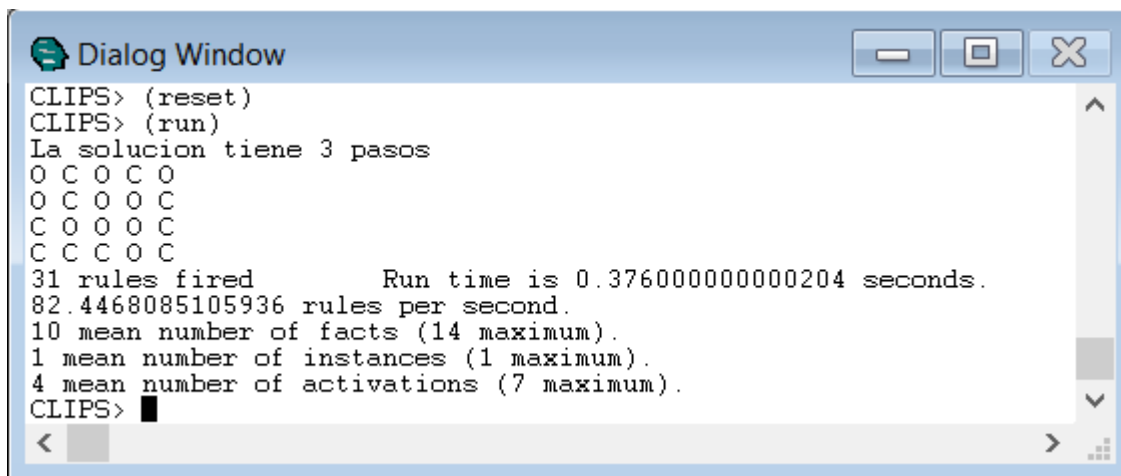 Dialog Window
CLIPS> (reset)
CLIPS> (run)
La solucion tiene 3 pasos
O C O C O
O C O O C
C O O O C
C C C O C
31 rules fired        Run time is 0.376000000000204 seconds.
82.4468085105936 rules per second.
10 mean number of facts (14 maximum).
1 mean number of instances (1 maximum).
4 mean number of activations (7 maximum).
CLIPS>